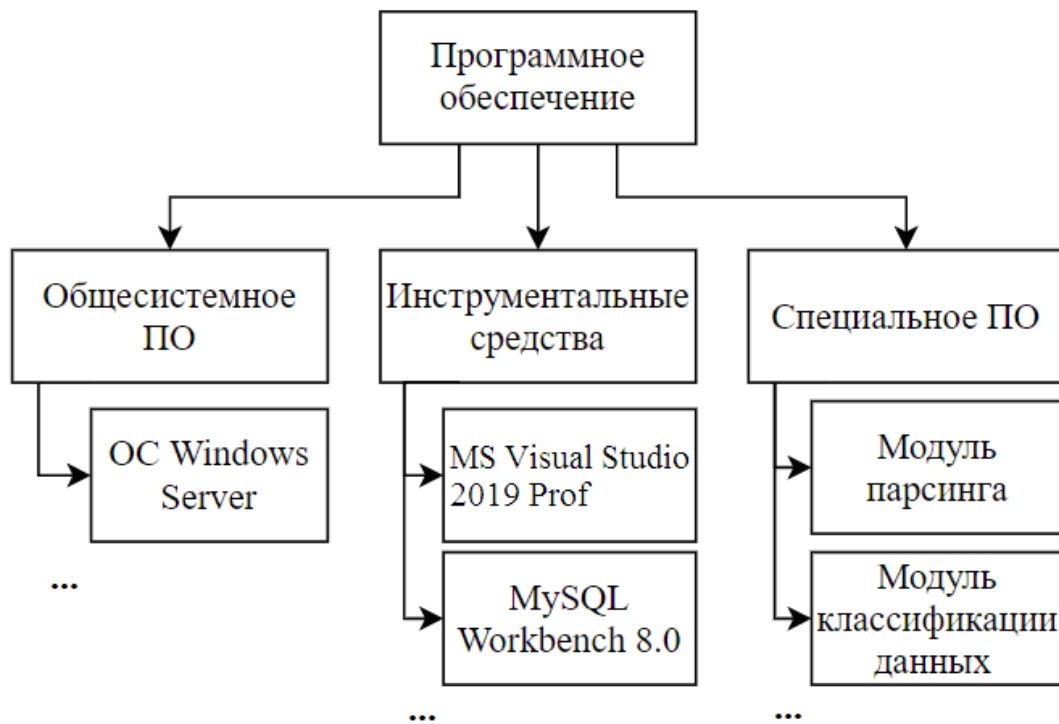 Программное
обеспечение
Общесистемное
ПО
Инструментальные
средства
Специальное ПО
ОС Windows
Server
...
MS Visual Studio
2019 Prof
MySQL
Workbench 8.0
...
Модуль
парсинга
Модуль
классификации
данных
...